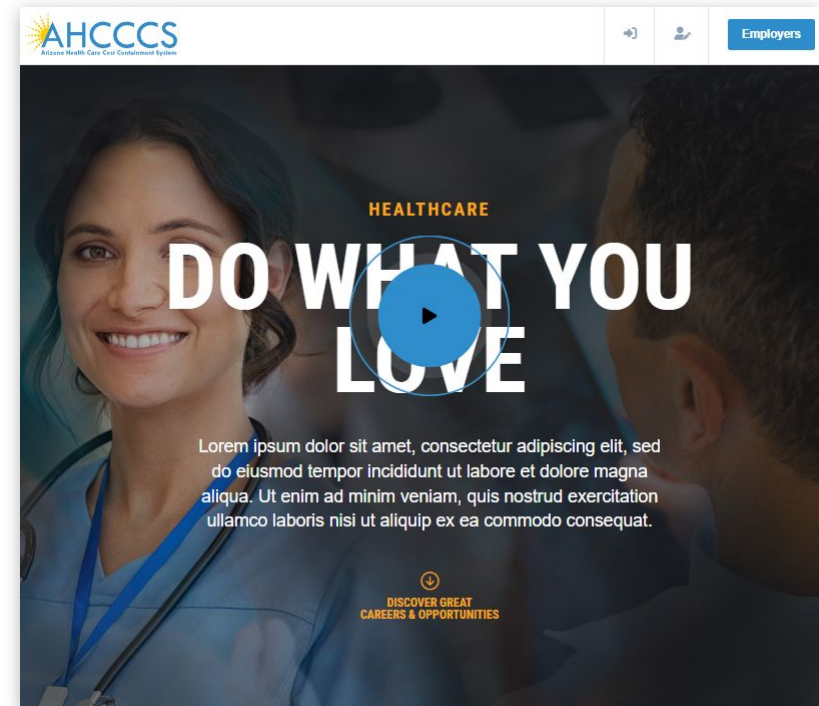 AHCCCS
Arizona Health Care Cost Containment System
Employers
HEALTHCARE
DO WHAT YOU
LOVE
Lorem ipsum dolor sit amet, consectetur adipiscing elit, sed
do eiusmod tempor incididunt ut labore et dolore magna
aliqua. Ut enim ad minim veniam, quis nostrud exercitation
ullamco laboris nisi ut aliquip ex ea commodo consequat.
DISCOVER GREAT
CAREERS & OPPORTUNITIES